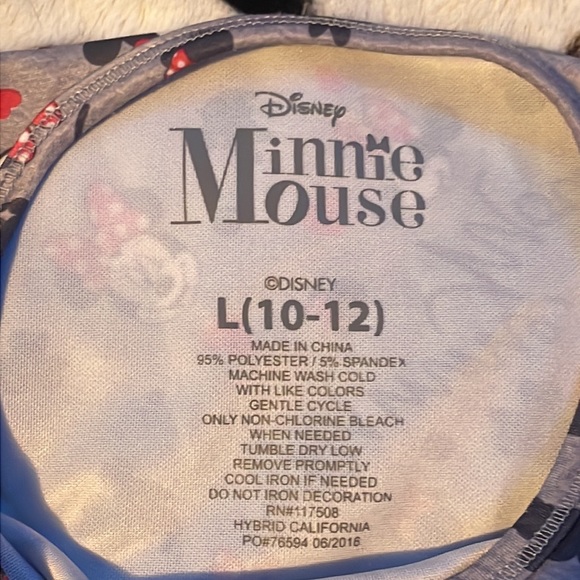 Disney
Minnie
Mouse
©DISNEY
L(10-12)
MADE IN CHINA
95% POLYESTER / 5% SPANDEX
MACHINE WASH COLD
WITH LIKE COLORS
GENTLE CYCLE
ONLY NON-CHLORINE BLEACH
WHEN NEEDED
TUMBLE DRY LOW
REMOVE PROMPTLY
COOL IRON IF NEEDED
DO NOT IRON DECORATION
RN#117508
HYBRID CALIFORNIA
PO#76594 06/2016